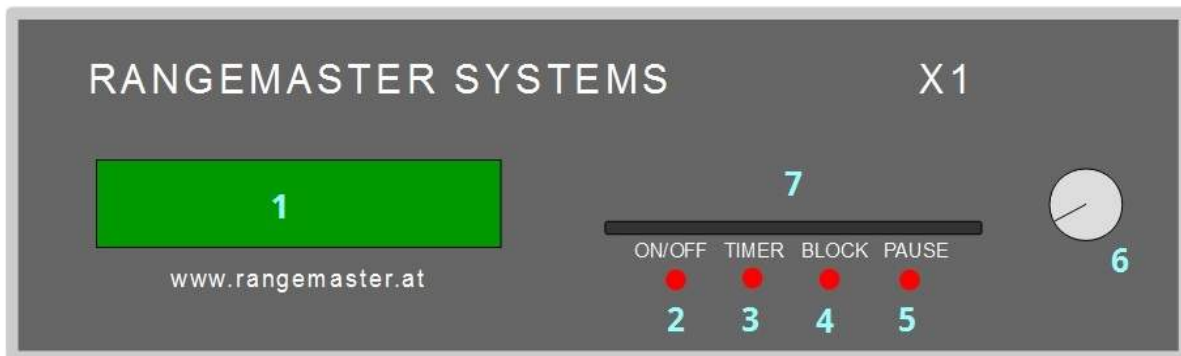 RANGEMASTER SYSTEMS X1
7
1
ON/OFF TIMER BLOCK PAUSE
6
www.rangemaster.at
2 3 4 5